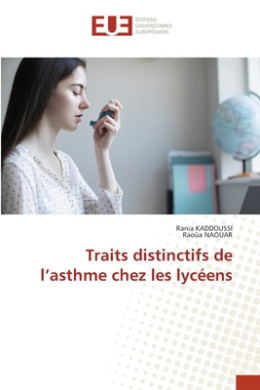 EUE
ÉDITIONS
UNIVERSITAIRES
EUROPÉENNES
Rania KADDOUSSI
Raoûa NAOUAR
Traits distinctifs de
l'asthme chez les lycéens